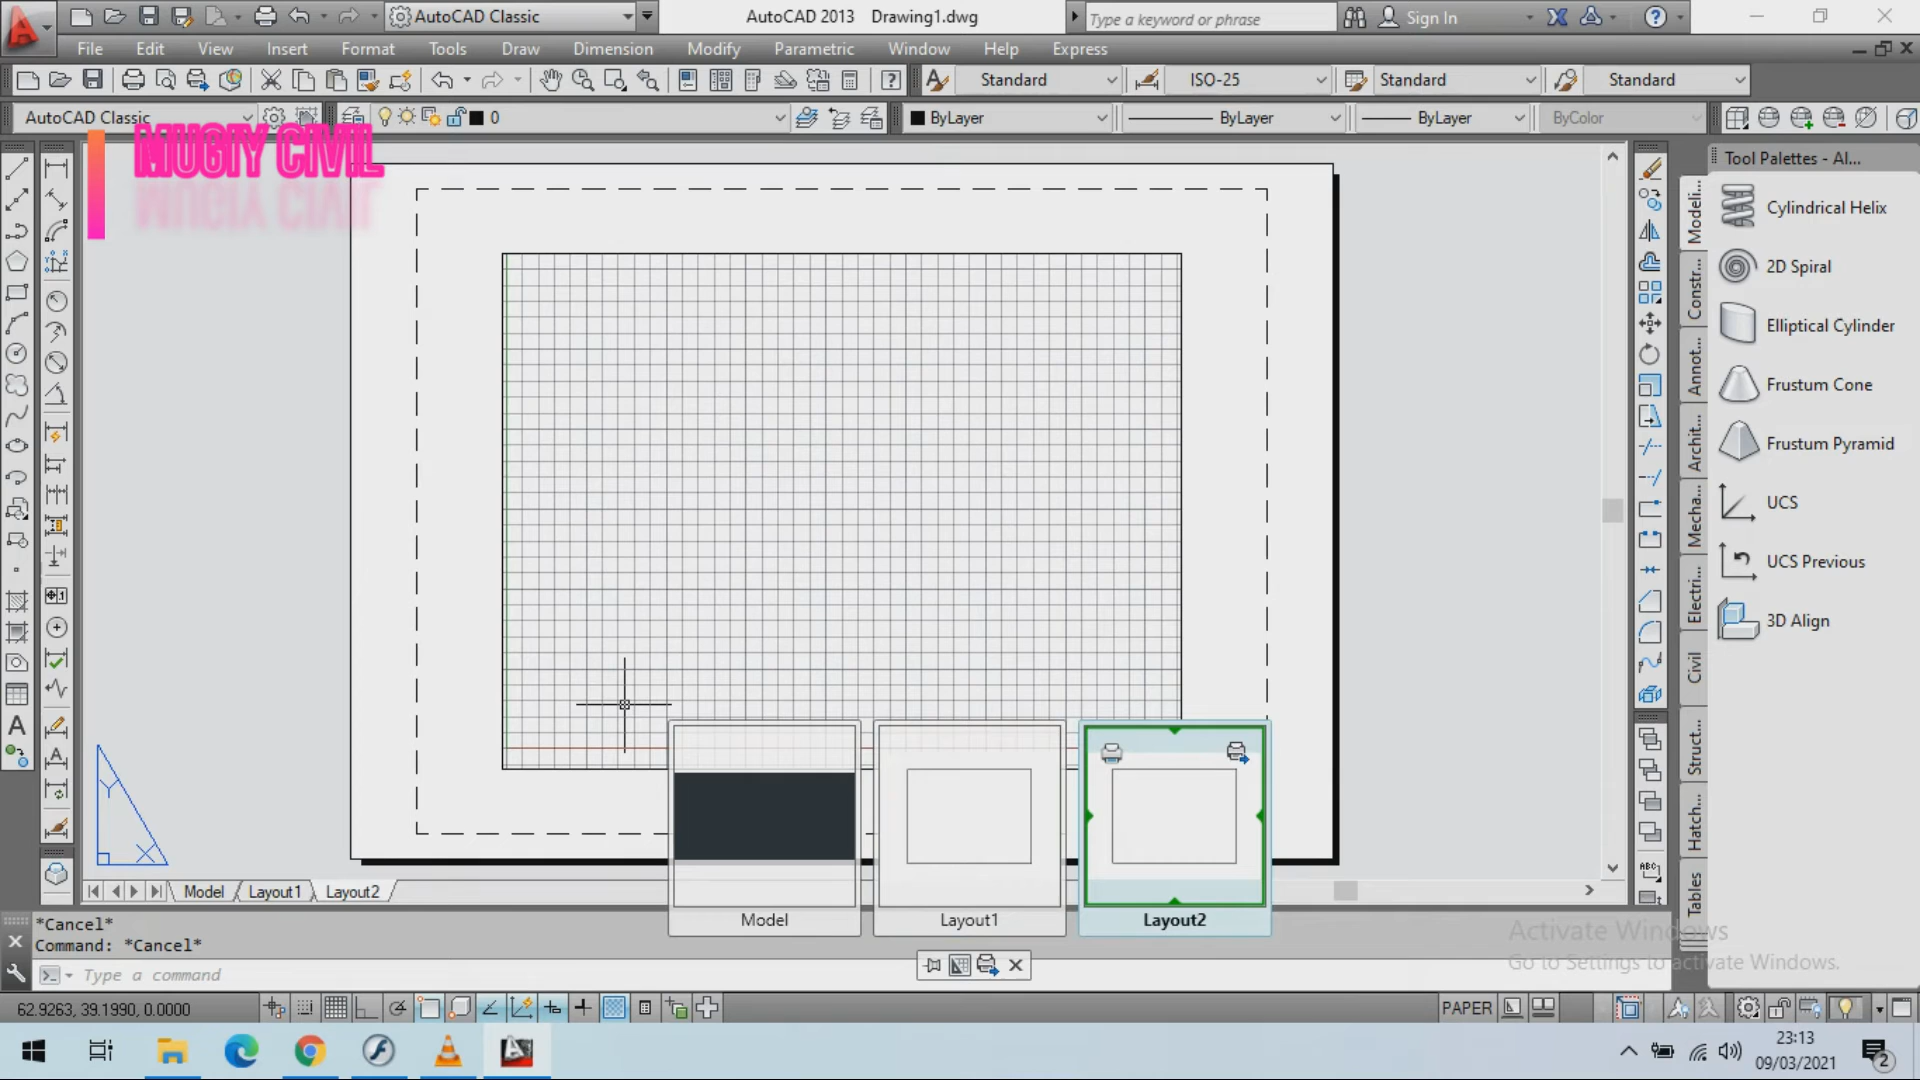 AutoCAD Classic
AutoCAD 2013 Drawing1.dwg
Type a keyword or phrase
Sign In
File Edit View Insert Format Tools Draw Dimension Modify Parametric Window Help Express
Standard ISO-25 Standard Standard
AutoCAD Classic 0 ByLayer ByLayer ByLayer ByColor
MUGIY CIVIL
Tool Palettes - Al...
Cylindrical Helix
2D Spiral
Elliptical Cylinder
Frustum Cone
Frustum Pyramid
UCS
UCS Previous
3D Align
Modeli...
Constr...
Annot...
Archit...
Mecha...
Electri...
Civil
Struct...
Hatch...
Tables
Y
X
Model Layout1 Layout2
Model Layout1 Layout2
*Cancel*
Command: *Cancel*
Type a command
Activate Windows
Go to Settings to activate Windows.
62.9263, 39.1990, 0.0000
PAPER
23:13
09/03/2021
2